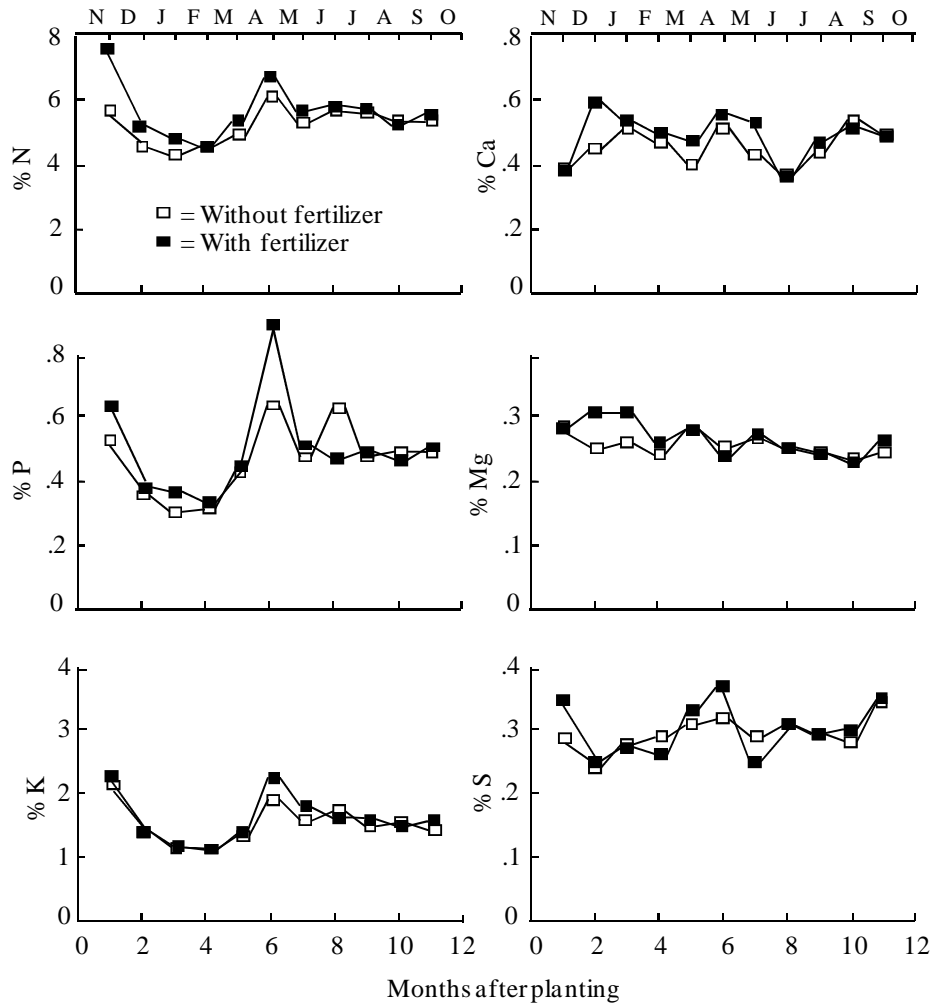 N D J F M A M J J A S O
8
6
4
2
0
% N
□ = Without fertilizer
■ = With fertilizer
N D J F M A M J J A S O
.8
.6
.4
.2
0
% Ca
.8
.6
.4
.2
0
% P
.3
.2
.1
0
% Mg
4
3
2
1
0
% K
0 2 4 6 8 10 12
.4
.3
.2
.1
0
% S
0 2 4 6 8 10 12
Months after planting